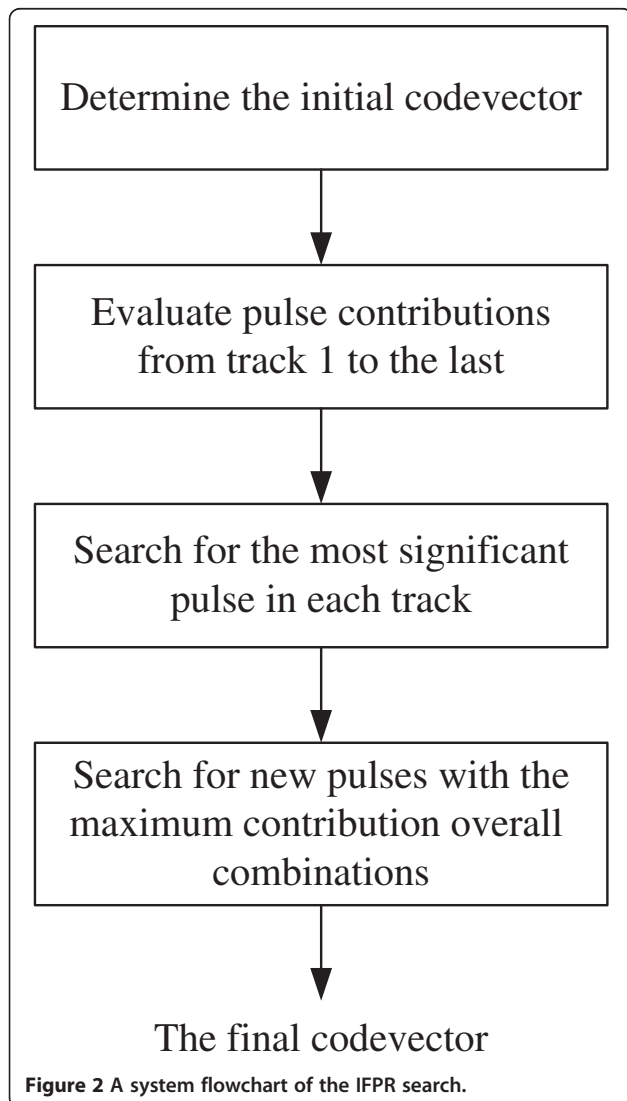 Determine the initial codevector
Evaluate pulse contributions
from track 1 to the last
Search for the most significant
pulse in each track
Search for new pulses with the
maximum contribution overall
combinations
The final codevector
Figure 2 A system flowchart of the IFPR search.